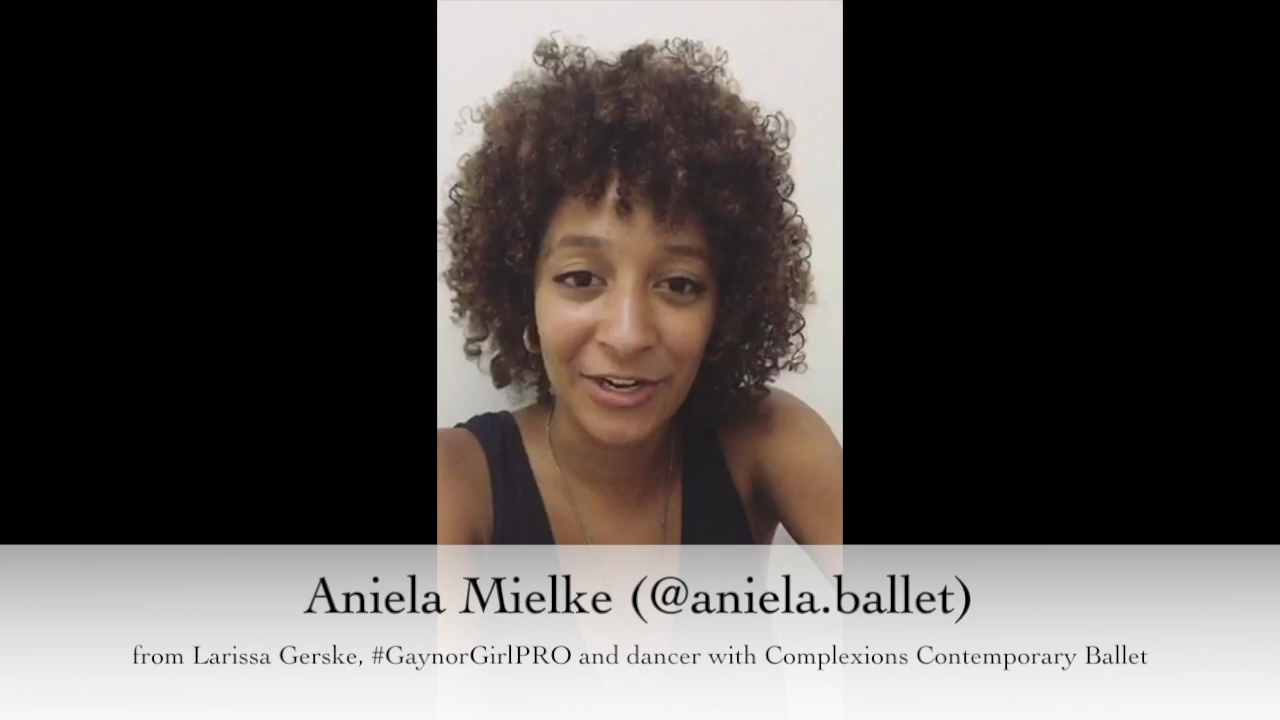 Aniela Mielke (@aniela.ballet)
from Larissa Gerske, #GaynorGirlPRO and dancer with Complexions Contemporary Ballet